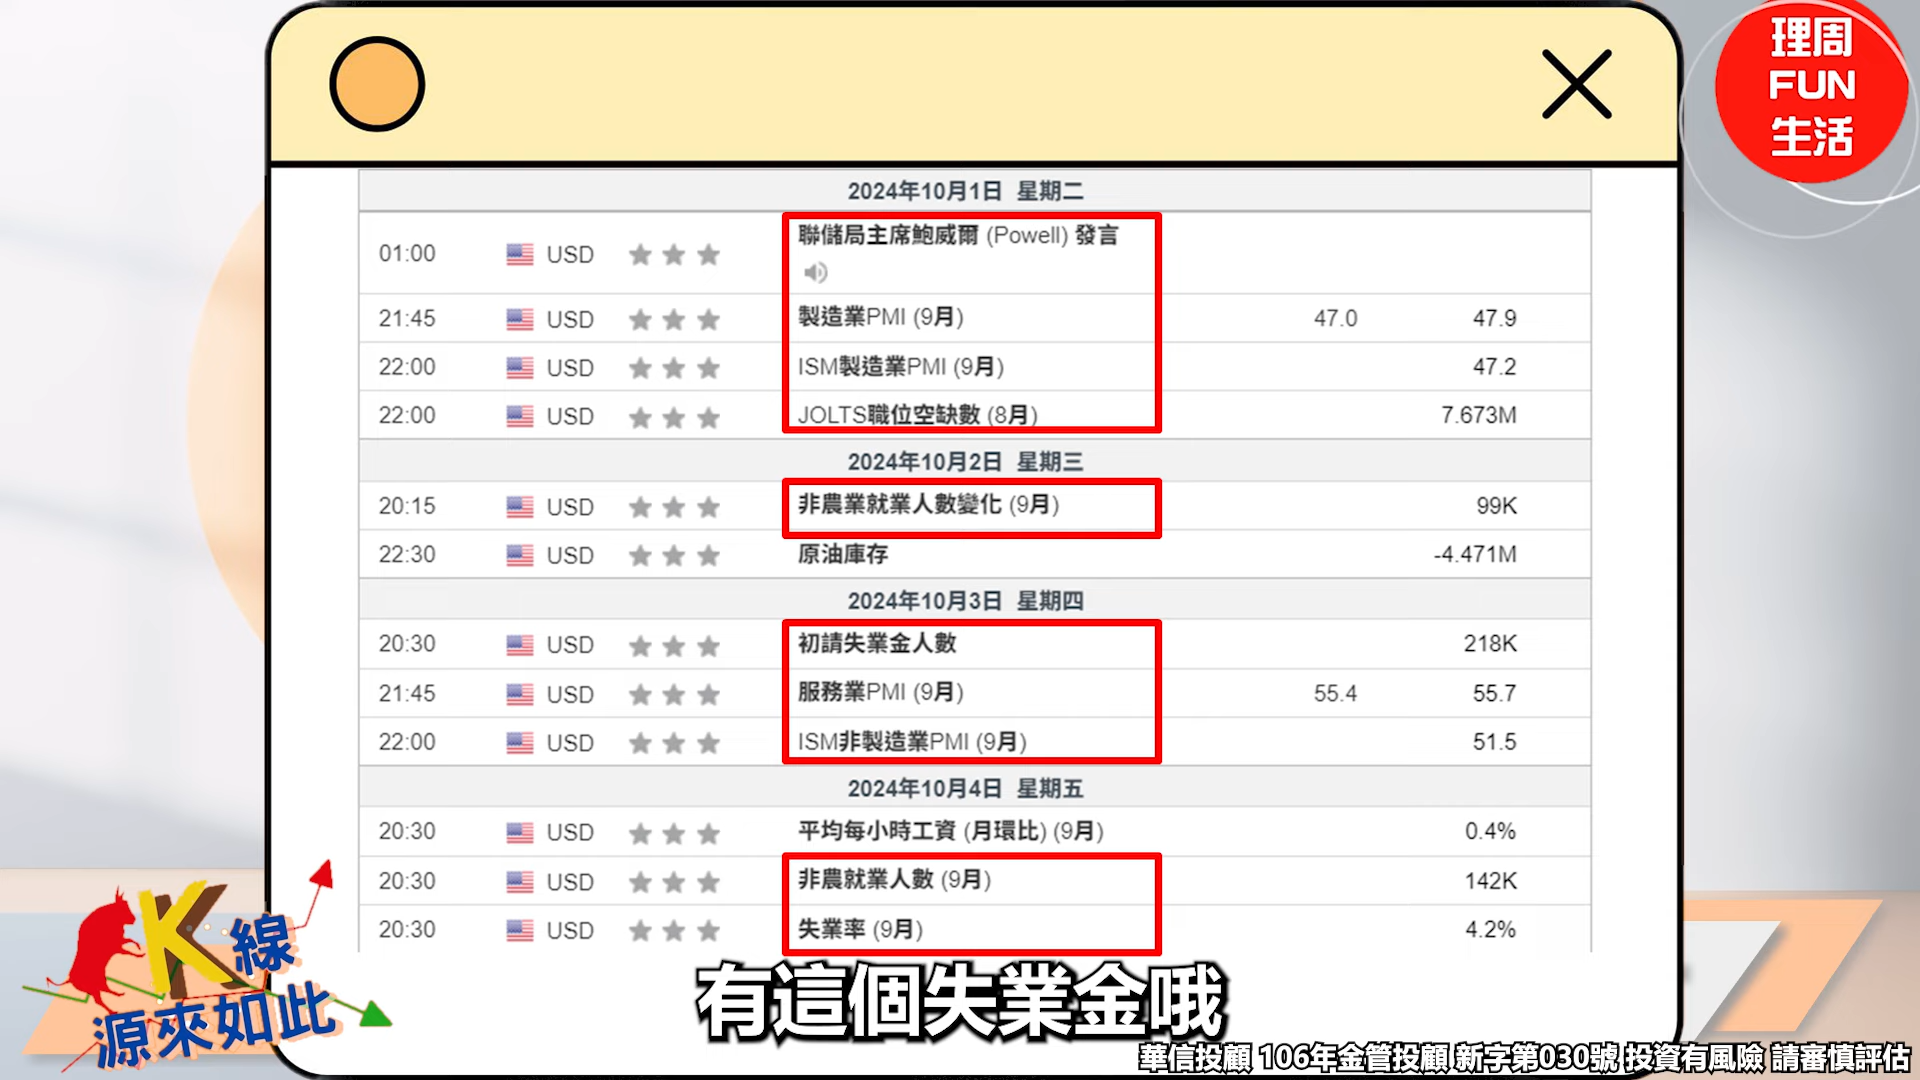 理周
FUN
生活
2024年10月1日 星期二
01:00 USD 聯儲局主席鮑威爾 (Powell) 發言
21:45 USD 製造業PMI (9月) 47.0 47.9
22:00 USD ISM製造業PMI (9月) 47.2
22:00 USD JOLTS職位空缺數 (8月) 7.673M
2024年10月2日 星期三
20:15 USD 非農業就業人數變化 (9月) 99K
22:30 USD 原油庫存 -4.471M
2024年10月3日 星期四
20:30 USD 初請失業金人數 218K
21:45 USD 服務業PMI (9月) 55.4 55.7
22:00 USD ISM非製造業PMI (9月) 51.5
2024年10月4日 星期五
20:30 USD 平均每小時工資 (月環比) (9月) 0.4%
20:30 USD 非農就業人數 (9月) 142K
20:30 USD 失業率 (9月) 4.2%
K線
源來如此
有這個失業金哦
華信投顧 106年金管投顧 新字第030號 投資有風險 請審慎評估